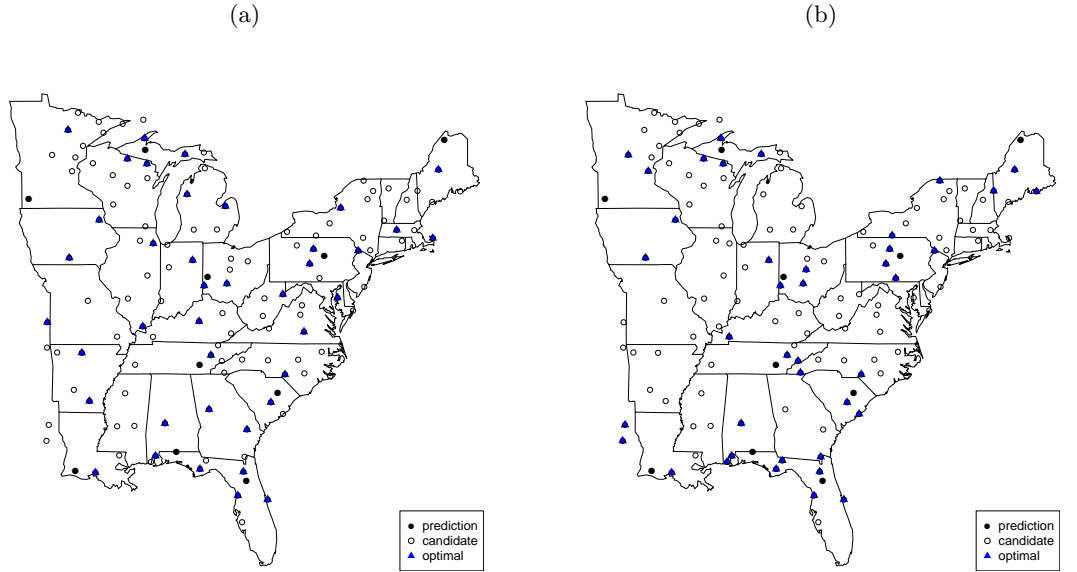 (a)
(b)
prediction
candidate
optimal
prediction
candidate
optimal